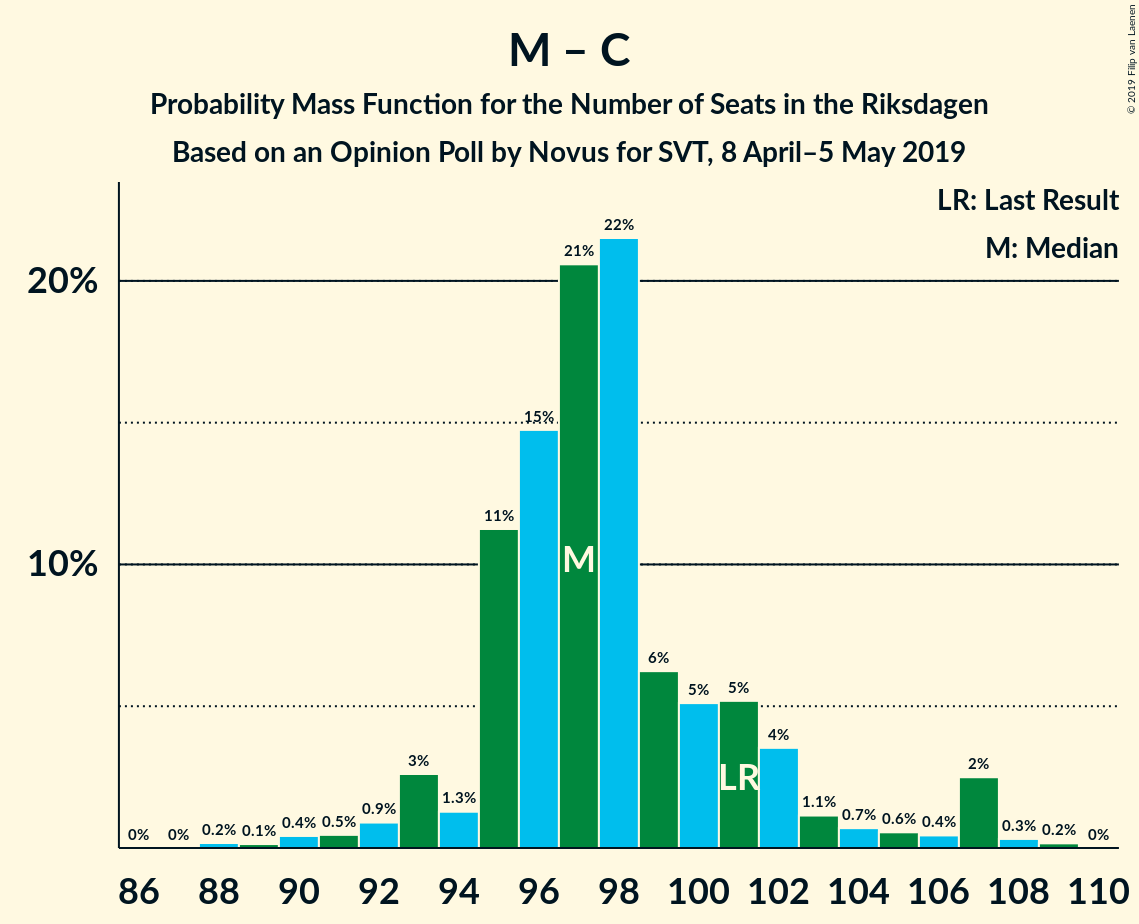 M – C
Probability Mass Function for the Number of Seats in the Riksdagen
Based on an Opinion Poll by Novus for SVT, 8 April–5 May 2019
© 2019 Filip van Laenen
LR: Last Result
M: Median
20%
10%
0% 0% 0.2% 0.1% 0.4% 0.5% 0.9% 3% 1.3% 11% 15% 21% 22% 6% 5% 5% 4% 1.1% 0.7% 0.6% 0.4% 2% 0.3% 0.2% 0%
M
LR
86 88 90 92 94 96 98 100 102 104 106 108 110